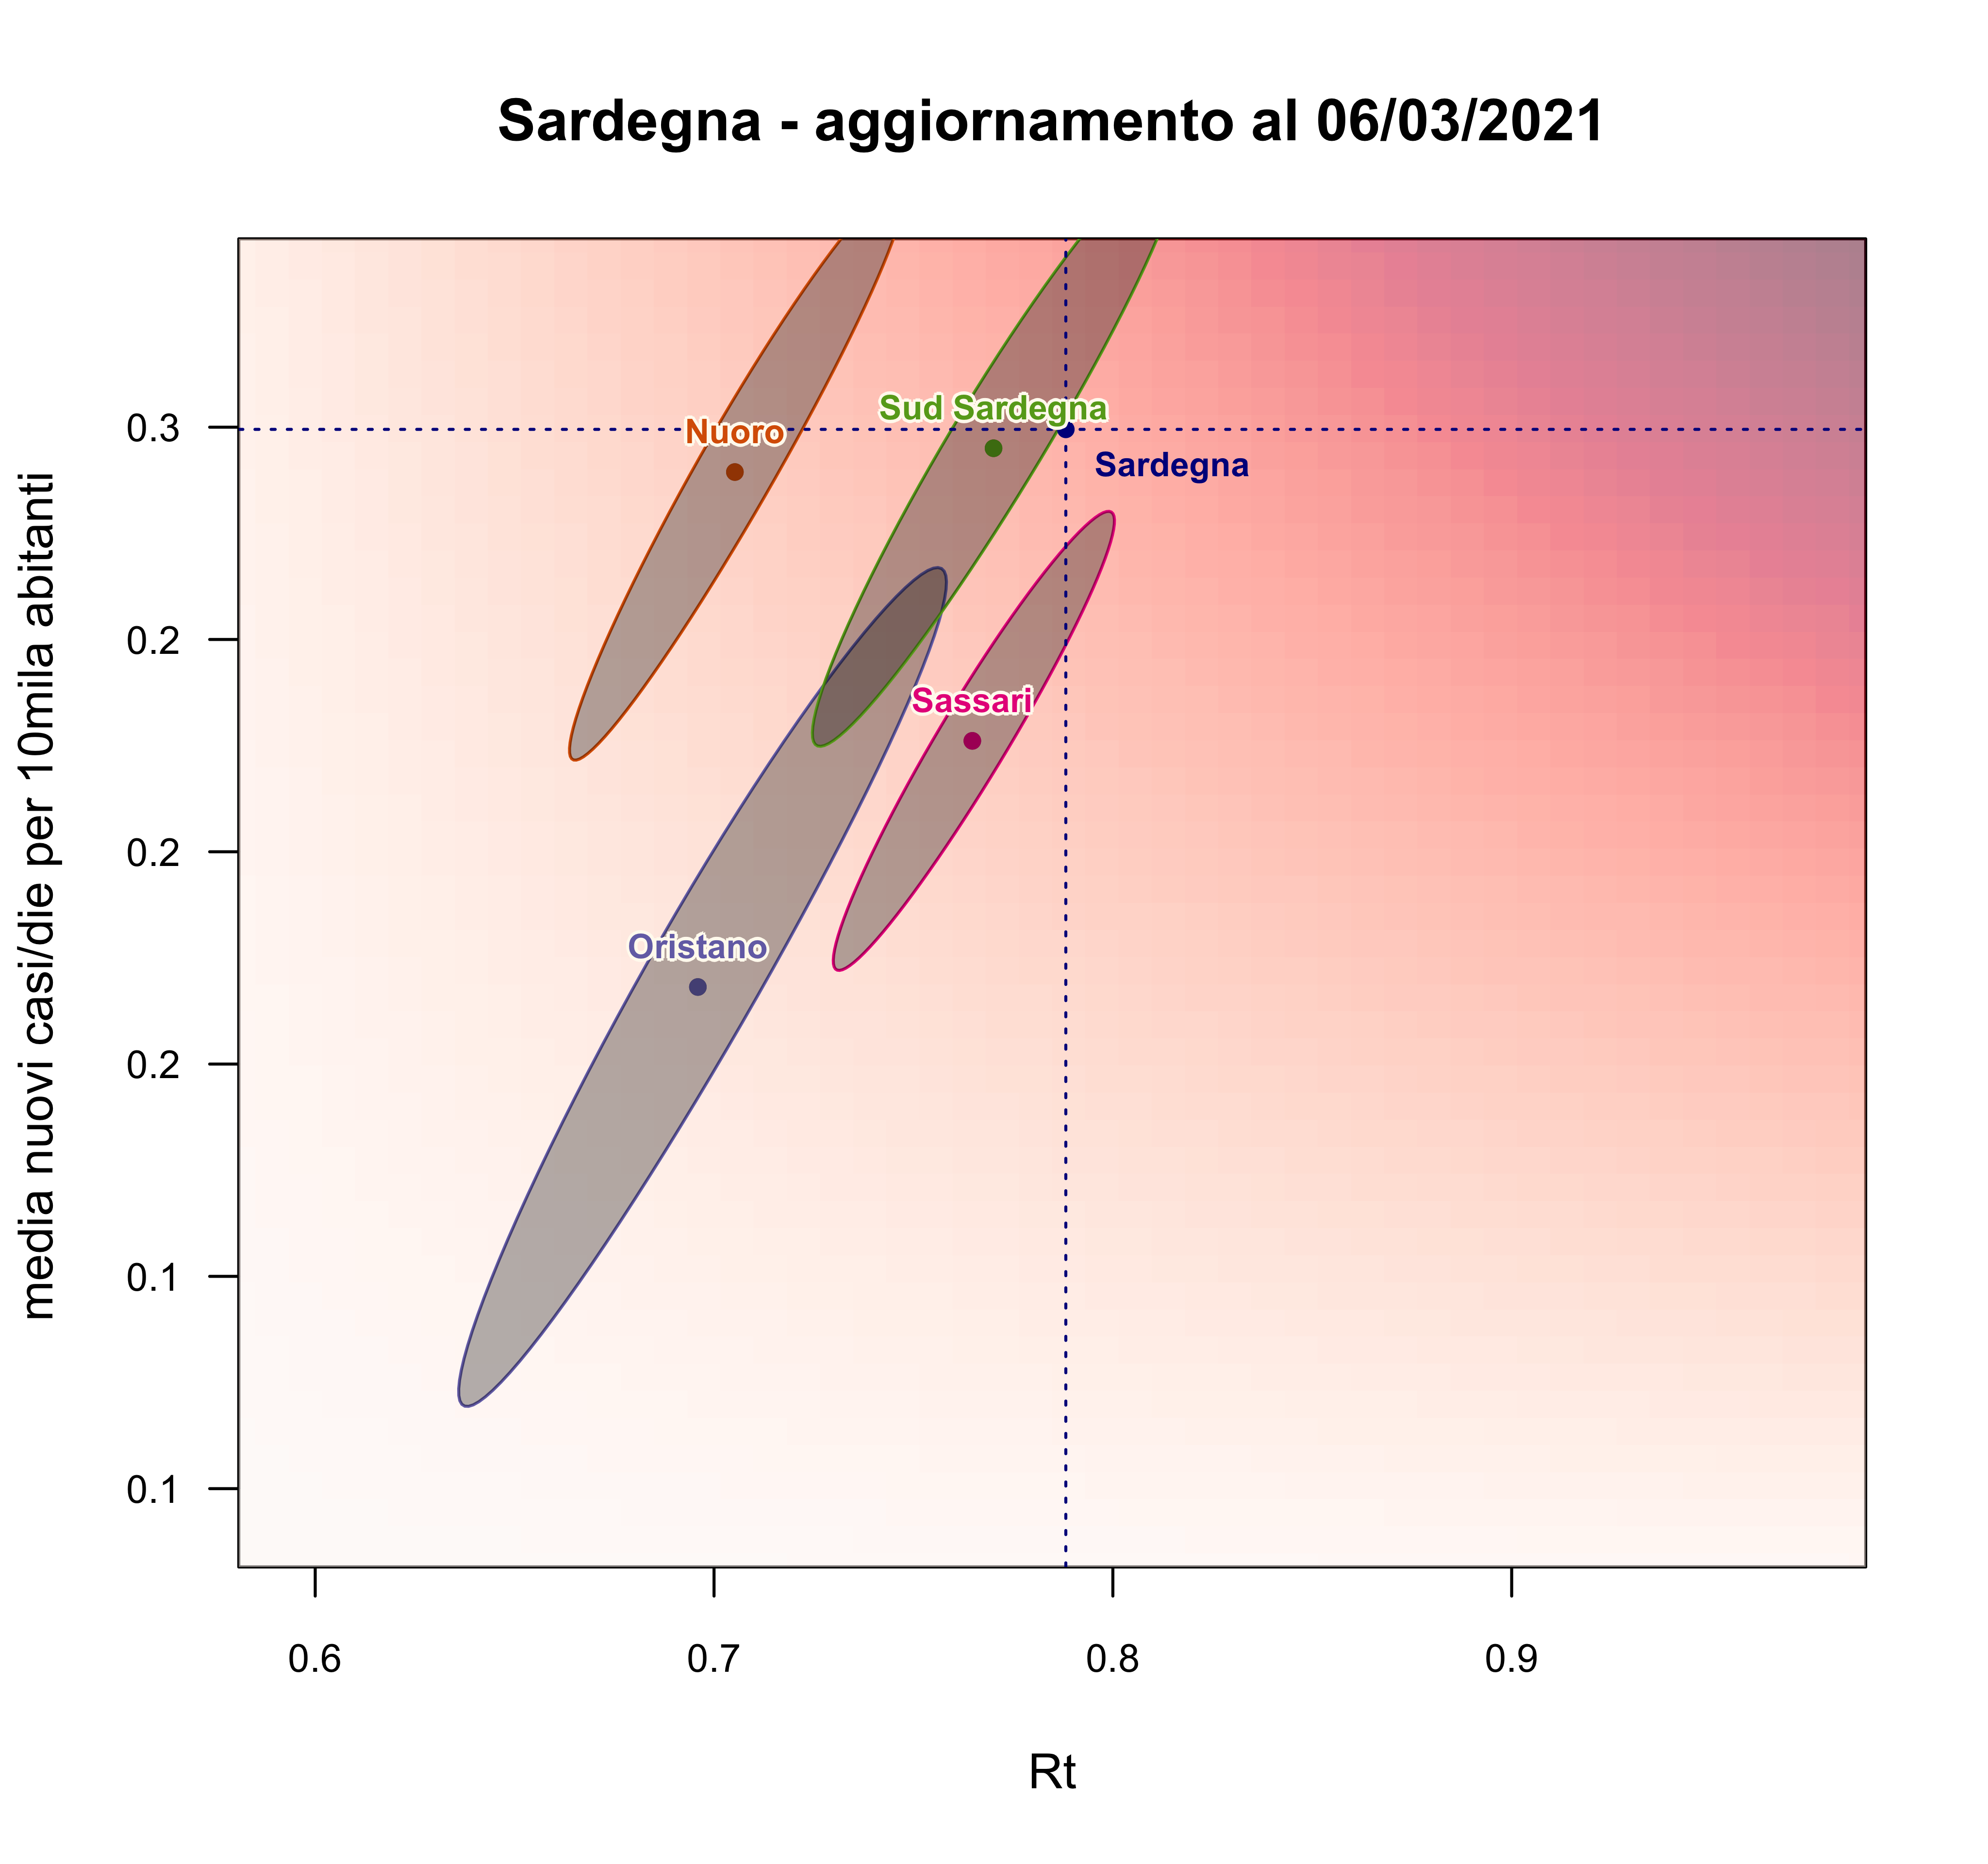 Sardegna - aggiornamento al 06/03/2021
media nuovi casi/die per 10mila abitanti
0.3
0.2
0.2
0.2
0.1
0.1
Sud Sardegna
Nuoro
Sardegna
Sassari
Oristano
0.6
0.7
0.8
0.9
Rt